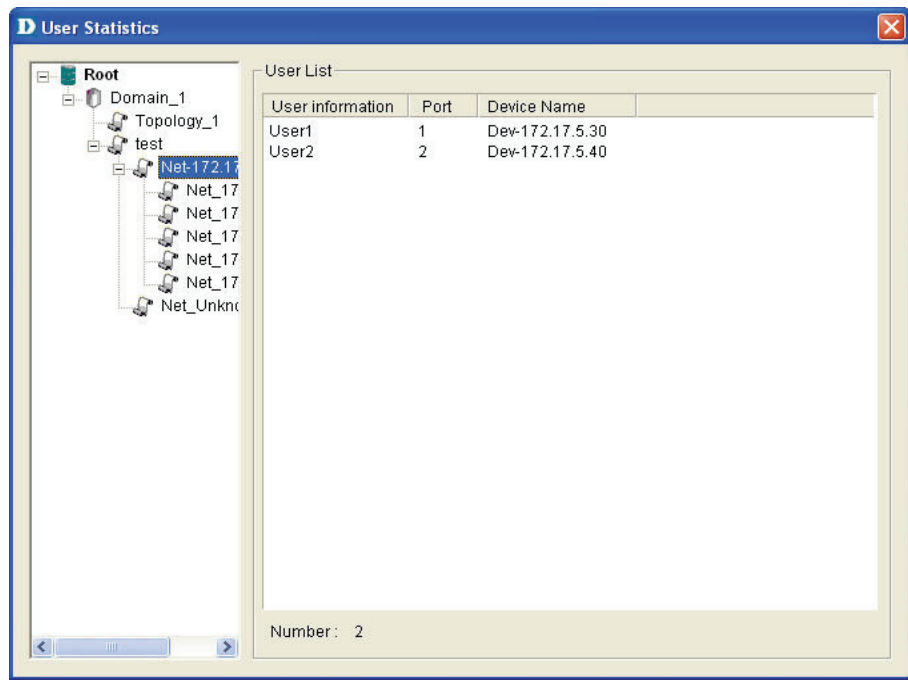 D User Statistics
Root
Domain_1
Topology_1
test
Net-172.17
Net_17
Net_17
Net_17
Net_17
Net_17
Net_Unkno
User List
User information Port Device Name
User1 1 Dev-172.17.5.30
User2 2 Dev-172.17.5.40
Number : 2